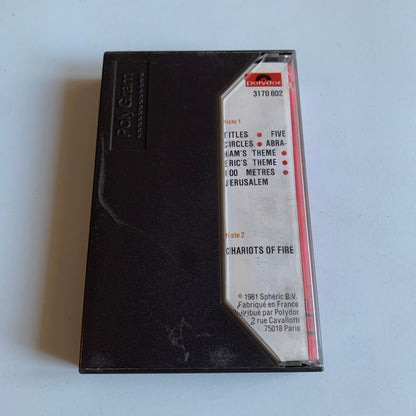 PolyGram
Polydor
3170 602
Piste 1
TITLES • FIVE
CIRCLES • ABRA-
HAM'S THEME •
ERIC'S THEME •
100 METRES •
JERUSALEM
Piste 2
CHARIOTS OF FIRE
℗ 1981 Sphéric B.V.
Fabriqué en France
Distribué par Polydor
2 rue Cavallotti
75018 Paris